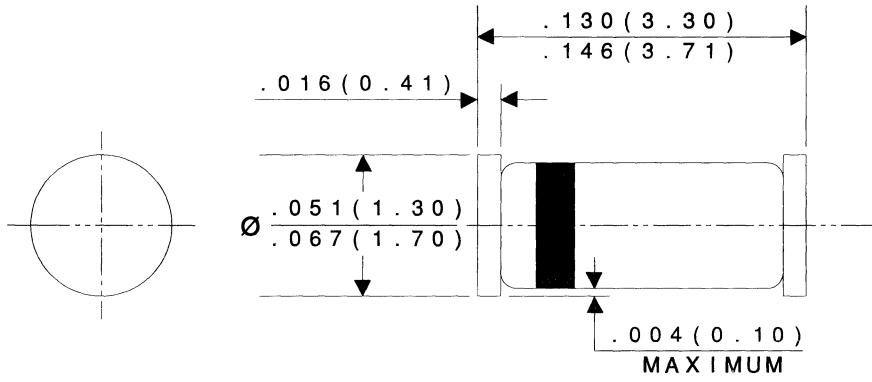 .130(3.30)
.146(3.71)
.016(0.41)
Ø .051(1.30)
.067(1.70)
.004(0.10)
MAXIMUM